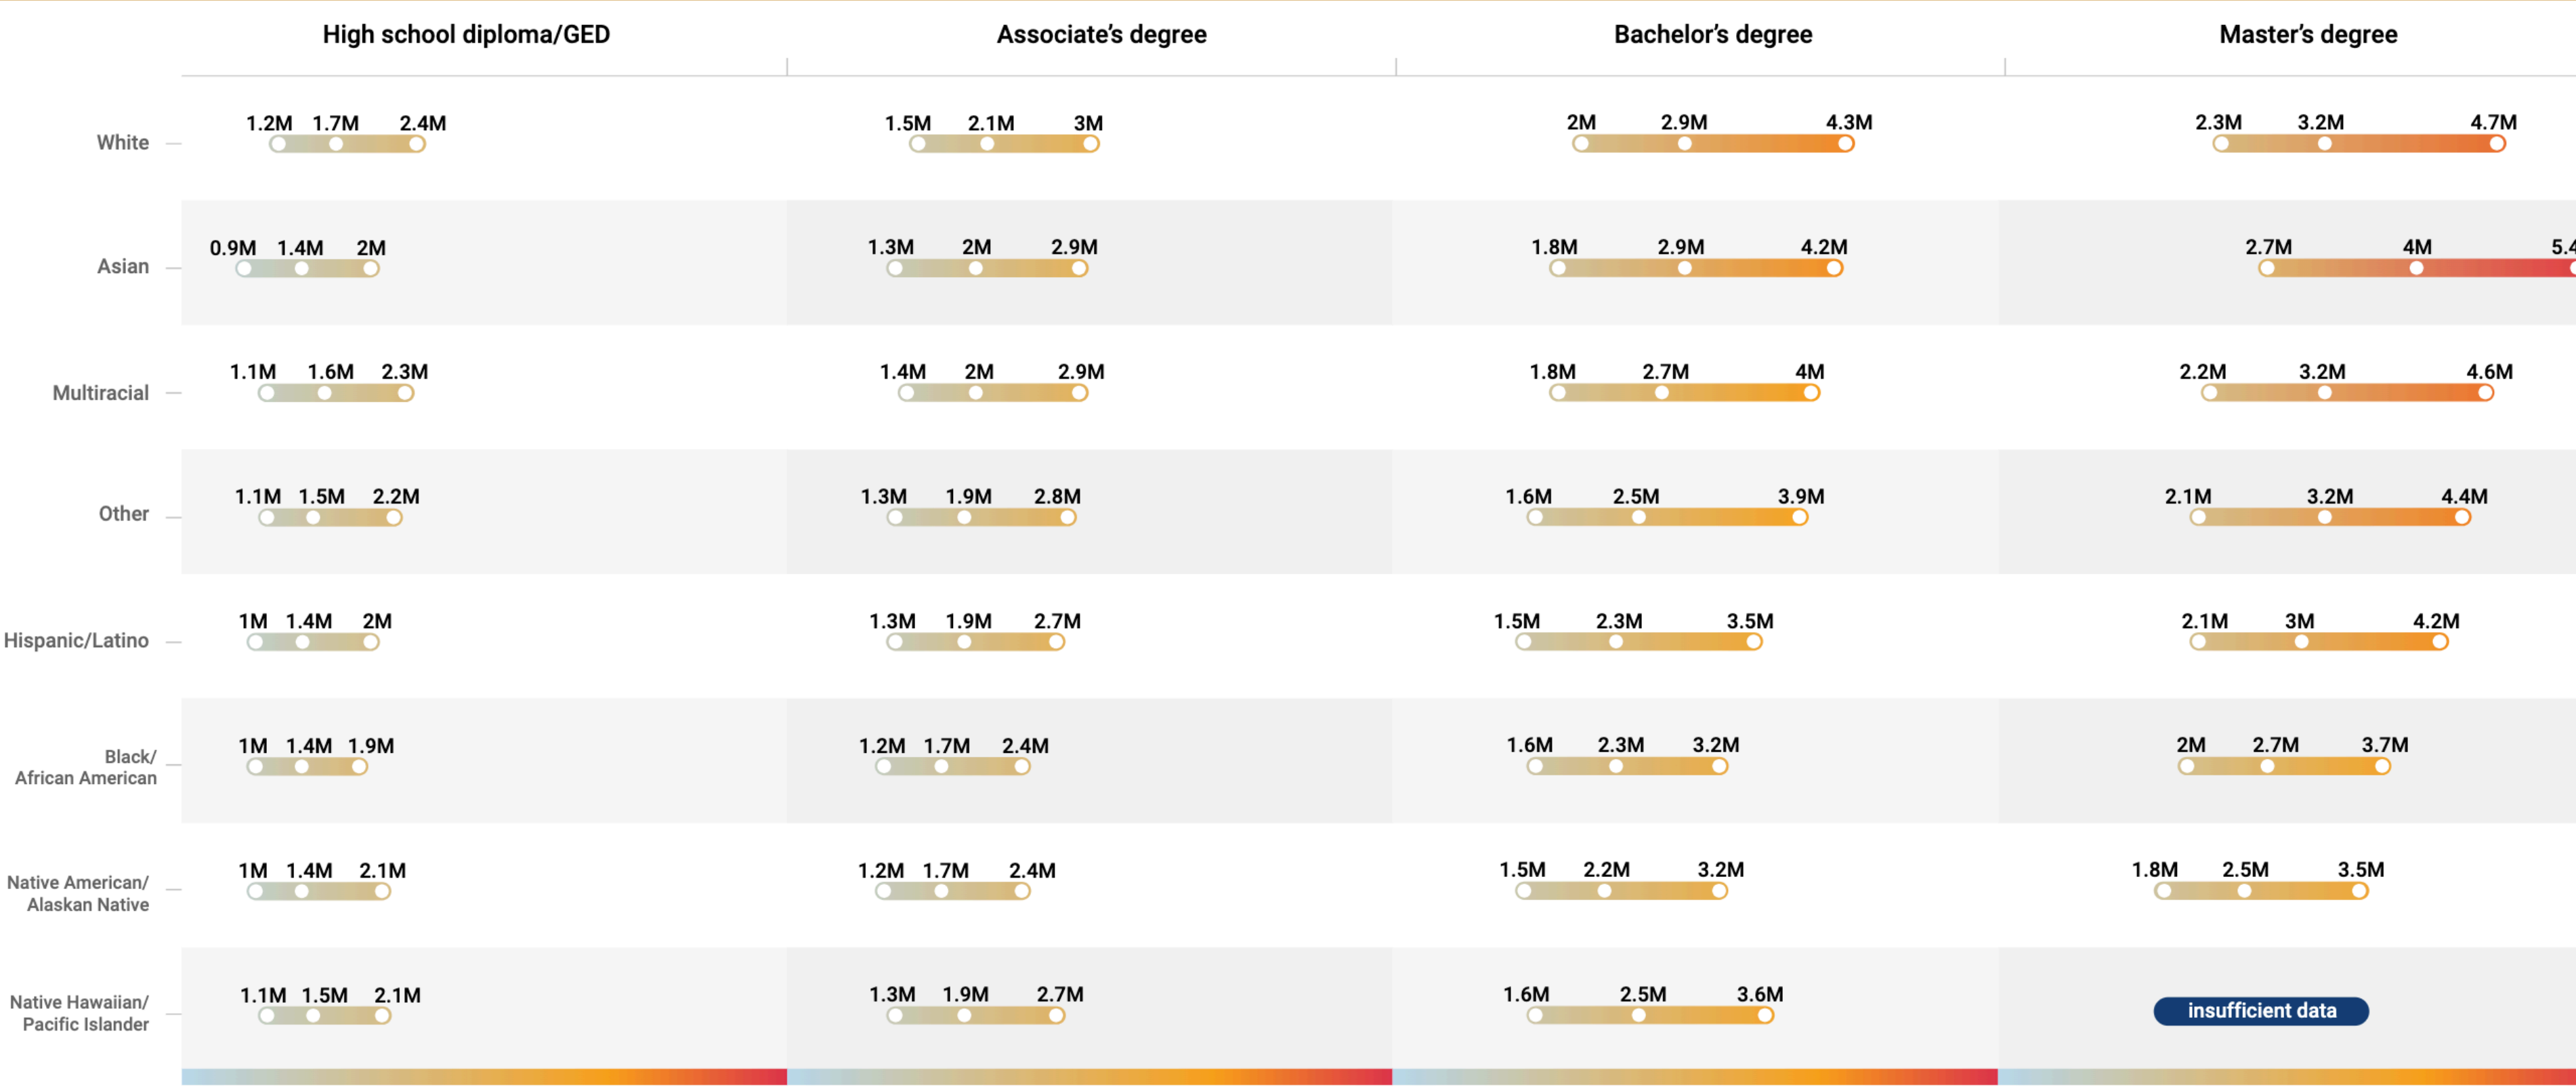 High school diploma/GED Associate's degree Bachelor's degree Master's degree
1.2M 1.7M 2.4M 1.5M 2.1M 3M 2M 2.9M 4.3M 2.3M 3.2M 4.7M
White
0.9M 1.4M 2M 1.3M 2M 2.9M 1.8M 2.9M 4.2M 2.7M 4M 5.4
Asian
1.1M 1.6M 2.3M 1.4M 2M 2.9M 1.8M 2.7M 4M 2.2M 3.2M 4.6M
Multiracial
1.1M 1.5M 2.2M 1.3M 1.9M 2.8M 1.6M 2.5M 3.9M 2.1M 3.2M 4.4M
Other
1M 1.4M 2M 1.3M 1.9M 2.7M 1.5M 2.3M 3.5M 2.1M 3M 4.2M
Hispanic/Latino
1M 1.4M 1.9M 1.2M 1.7M 2.4M 1.6M 2.3M 3.2M 2M 2.7M 3.7M
Black/
African American
1M 1.4M 2.1M 1.2M 1.7M 2.4M 1.5M 2.2M 3.2M 1.8M 2.5M 3.5M
Native American/
Alaskan Native
1.1M 1.5M 2.1M 1.3M 1.9M 2.7M 1.6M 2.5M 3.6M
Native Hawaiian/
Pacific Islander
insufficient data